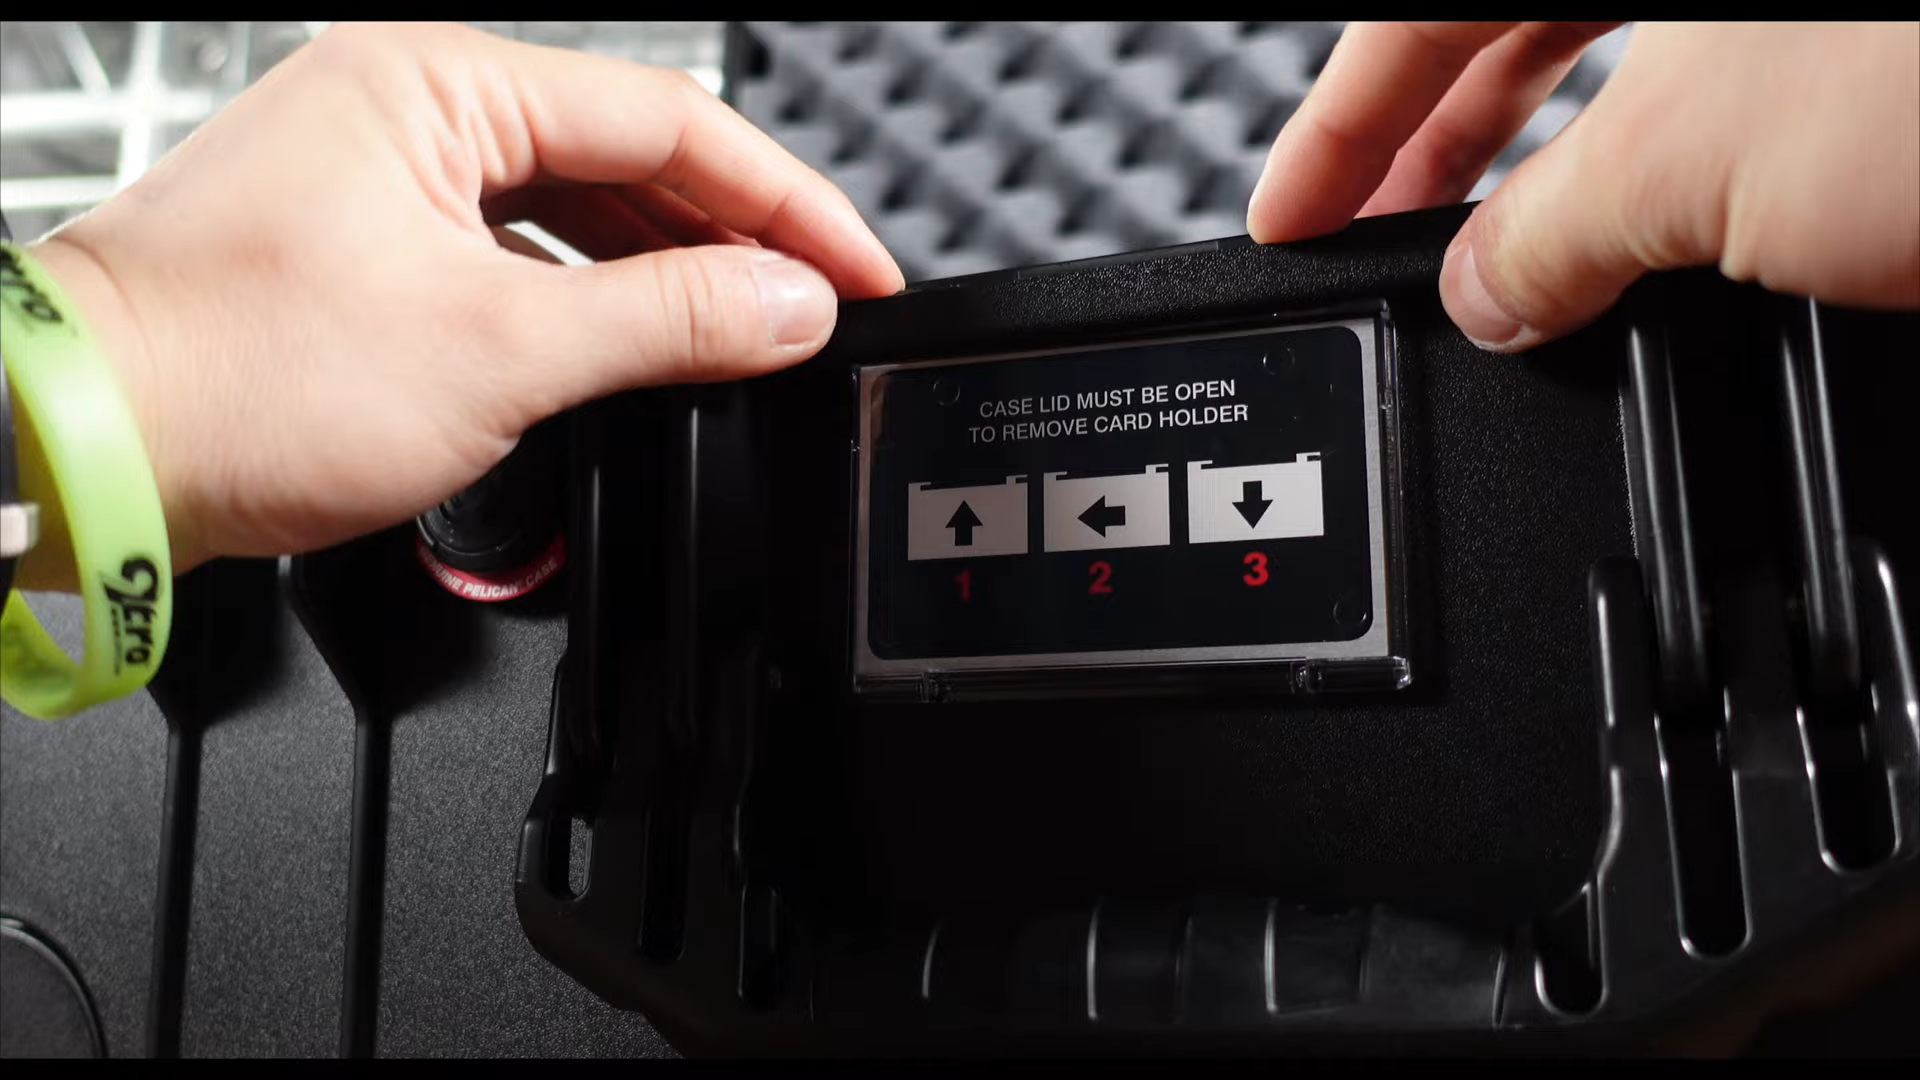 CASE LID MUST BE OPEN
TO REMOVE CARD HOLDER
1 2 3
PELICAN CASE